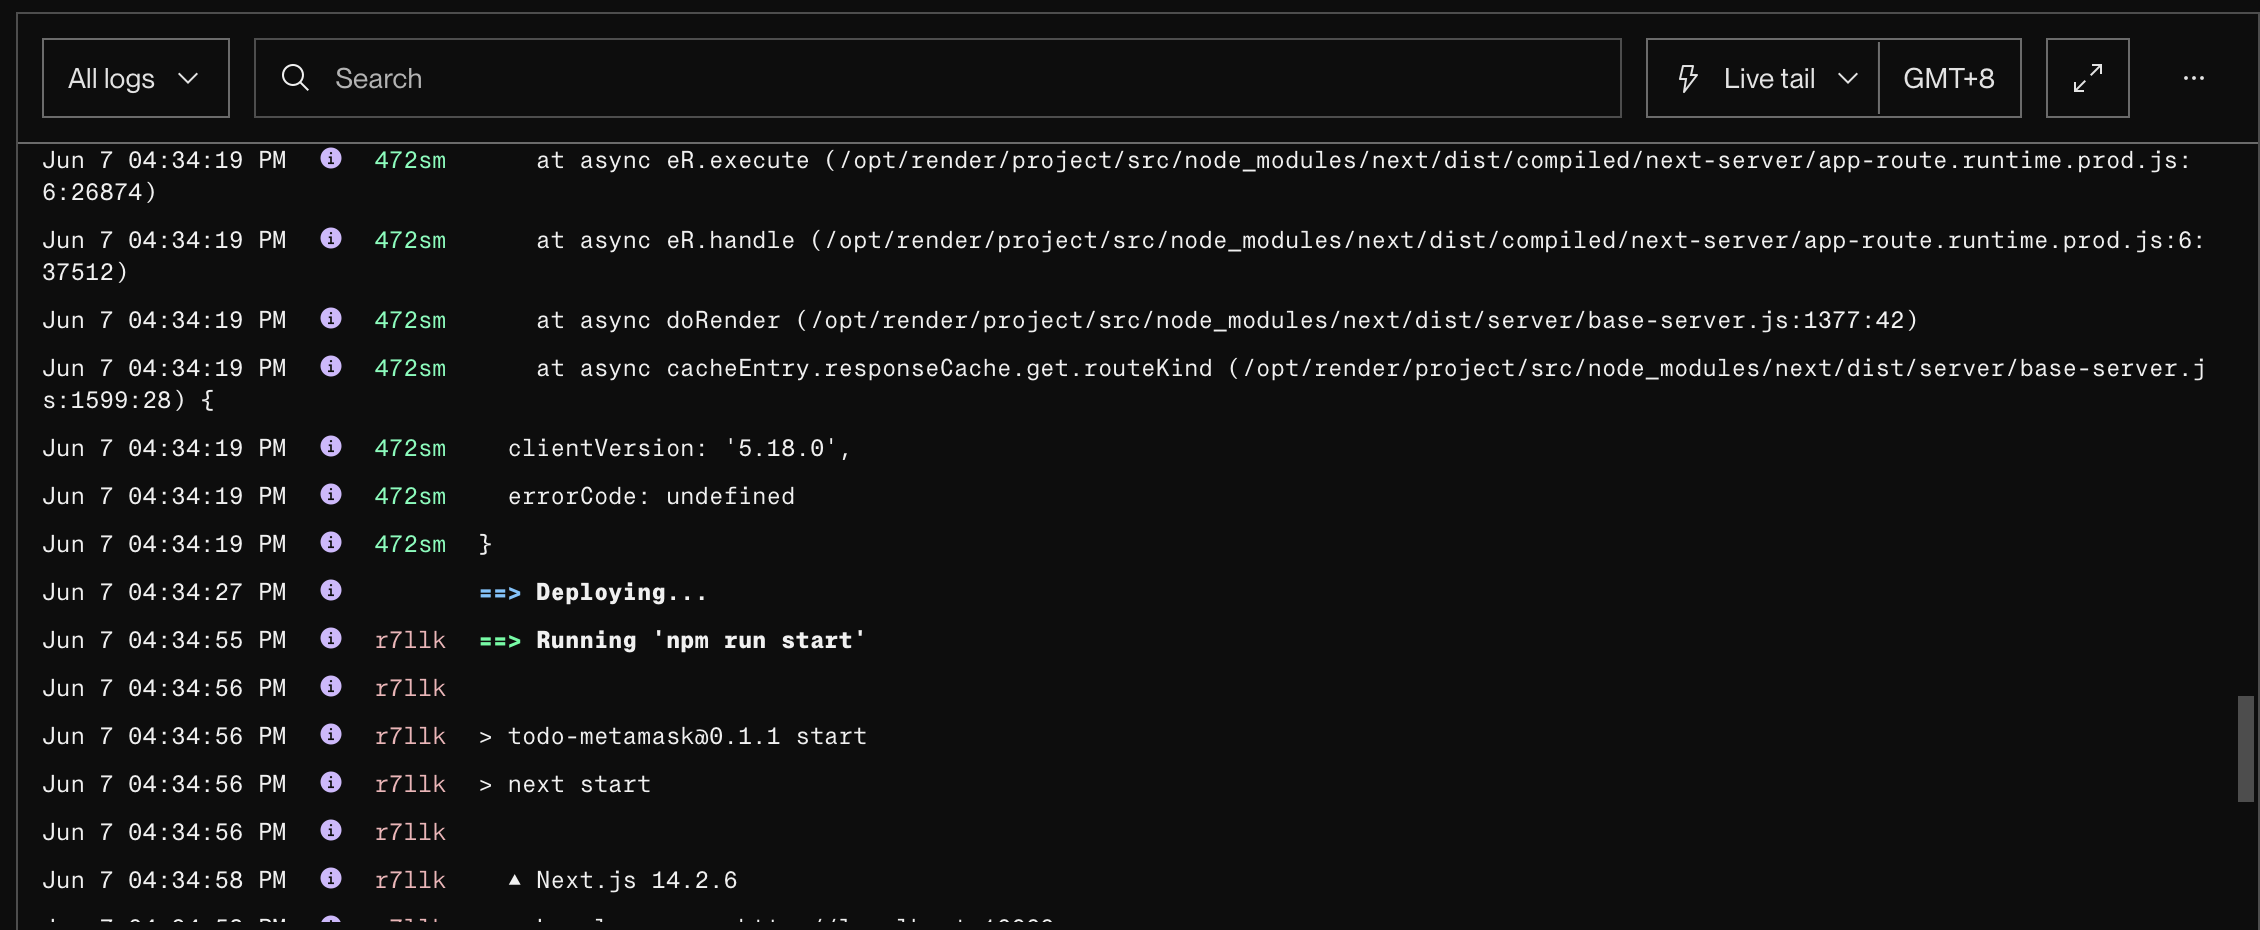 All logs Search Live tail GMT+8 ...
Jun 7 04:34:19 PM 472sm at async eR.execute (/opt/render/project/src/node_modules/next/dist/compiled/next-server/app-route.runtime.prod.js:
6:26874)
Jun 7 04:34:19 PM 472sm at async eR.handle (/opt/render/project/src/node_modules/next/dist/compiled/next-server/app-route.runtime.prod.js:6:
37512)
Jun 7 04:34:19 PM 472sm at async doRender (/opt/render/project/src/node_modules/next/dist/server/base-server.js:1377:42)
Jun 7 04:34:19 PM 472sm at async cacheEntry.responseCache.get.routeKind (/opt/render/project/src/node_modules/next/dist/server/base-server.j
s:1599:28) {
Jun 7 04:34:19 PM 472sm clientVersion: '5.18.0',
Jun 7 04:34:19 PM 472sm errorCode: undefined
Jun 7 04:34:19 PM 472sm }
Jun 7 04:34:27 PM ==> Deploying...
Jun 7 04:34:55 PM r7llk ==> Running 'npm run start'
Jun 7 04:34:56 PM r7llk
Jun 7 04:34:56 PM r7llk > todo-metamask@0.1.1 start
Jun 7 04:34:56 PM r7llk > next start
Jun 7 04:34:56 PM r7llk
Jun 7 04:34:58 PM r7llk ▲ Next.js 14.2.6